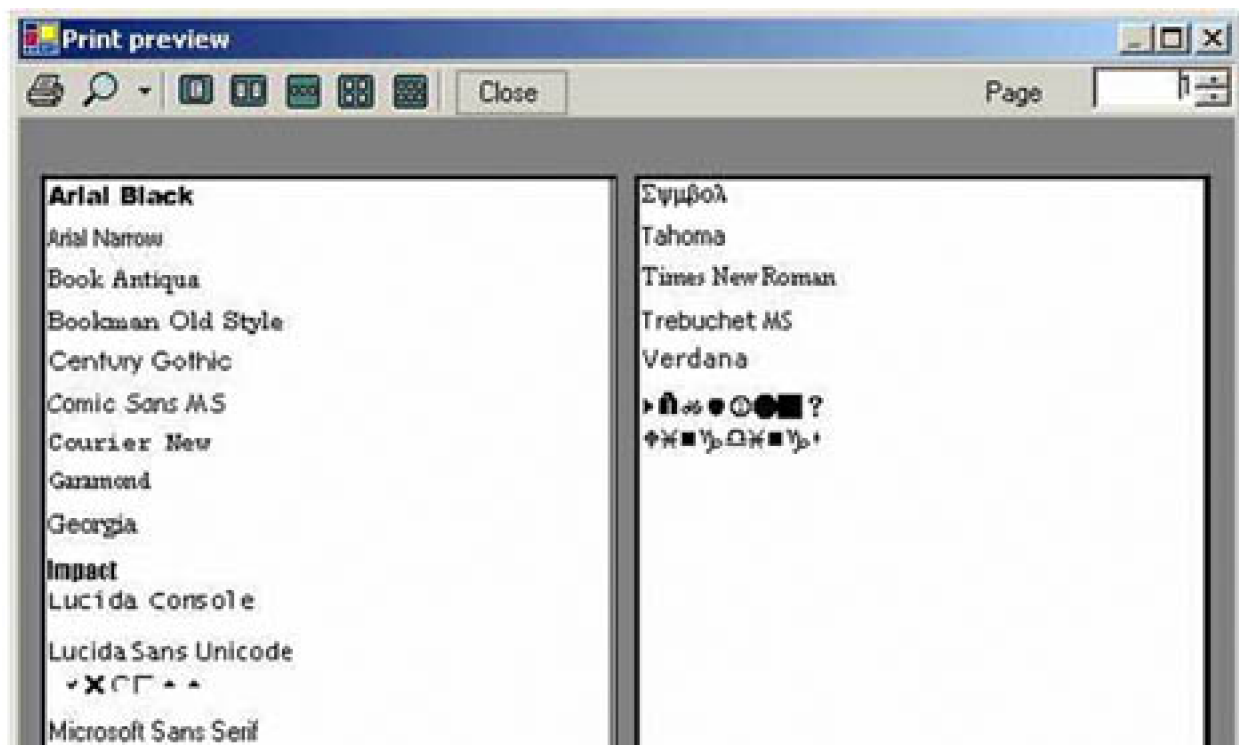 Print preview
Close Page 1
Arial Black
Arial Narrow
Book Antiqua
Bookman Old Style
Century Gothic
Comic Sans MS
Courier New
Garamond
Georgia
Impact
Lucida Console
Lucida Sans Unicode
Microsoft Sans Serif
Σψμβολ
Tahoma
Times New Roman
Trebuchet MS
Verdana